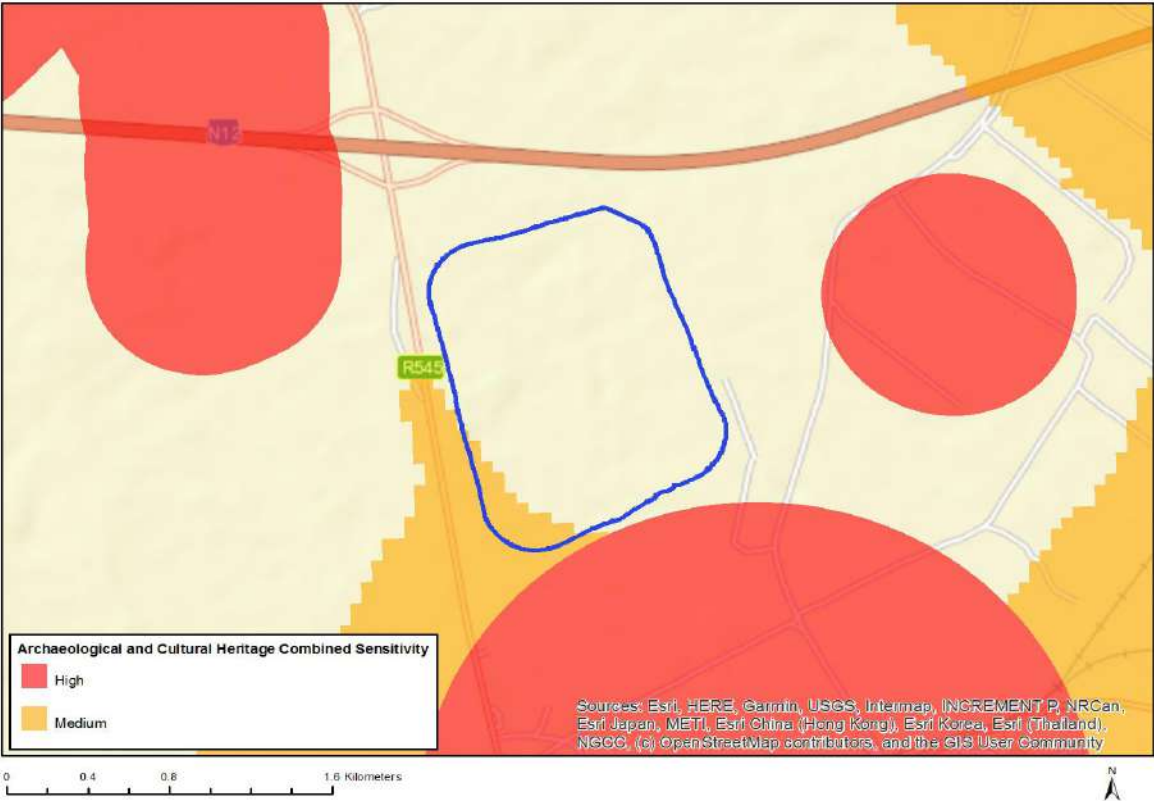 N12
R545
Archaeological and Cultural Heritage Combined Sensitivity
High
Medium
Sources: Esri, HERE, Garmin, USGS, Intermap, INCREMENT P, NRCan,
Esri Japan, METI, Esri China (Hong Kong), Esri Korea, Esri (Thailand),
NGCC, (c) OpenStreetMap contributors, and the GIS User Community
0 0.4 0.8 1.6 Kilometers
N